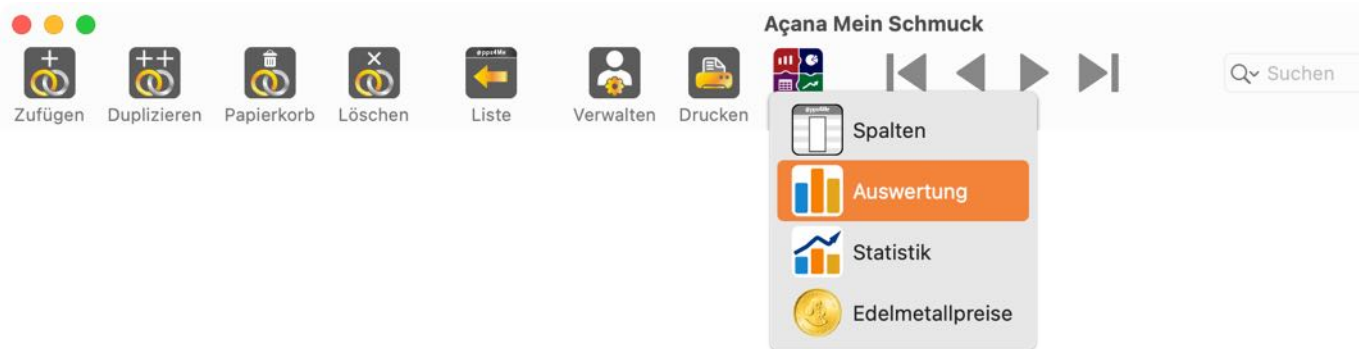 Açana Mein Schmuck
Zufügen Duplizieren Papierkorb Löschen Liste Verwalten Drucken Suchen
Spalten
Auswertung
Statistik
Edelmetallpreise